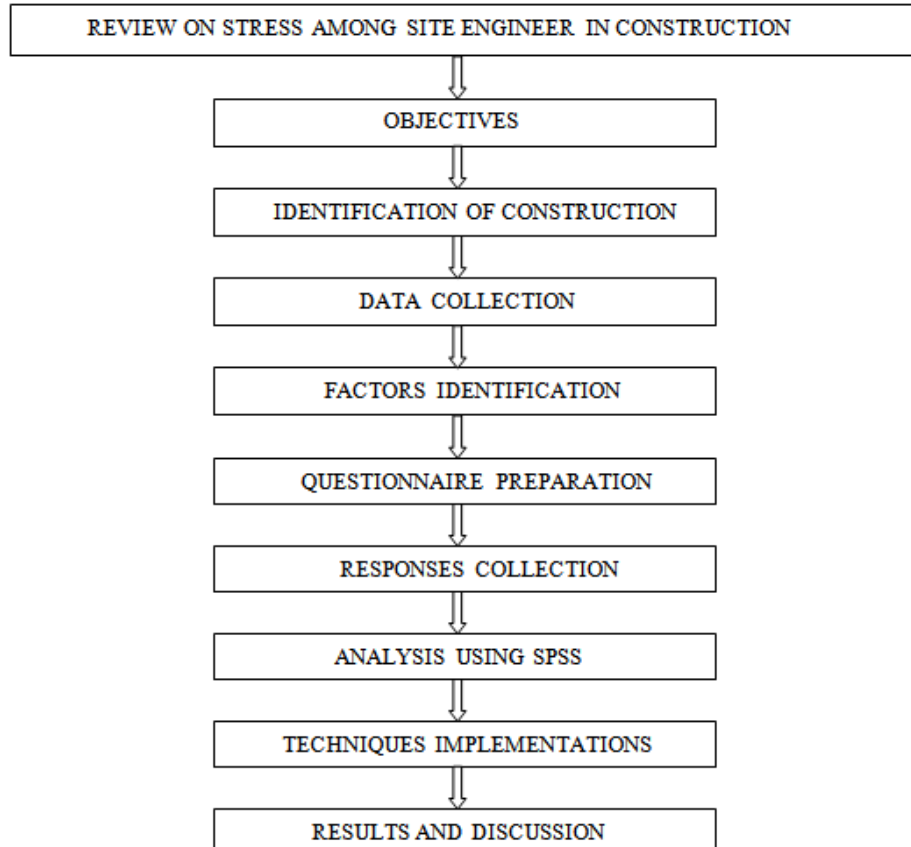 REVIEW ON STRESS AMONG SITE ENGINEER IN CONSTRUCTION
OBJECTIVES
IDENTIFICATION OF CONSTRUCTION
DATA COLLECTION
FACTORS IDENTIFICATION
QUESTIONNAIRE PREPARATION
RESPONSES COLLECTION
ANALYSIS USING SPSS
TECHNIQUES IMPLEMENTATIONS
RESULTS AND DISCUSSION